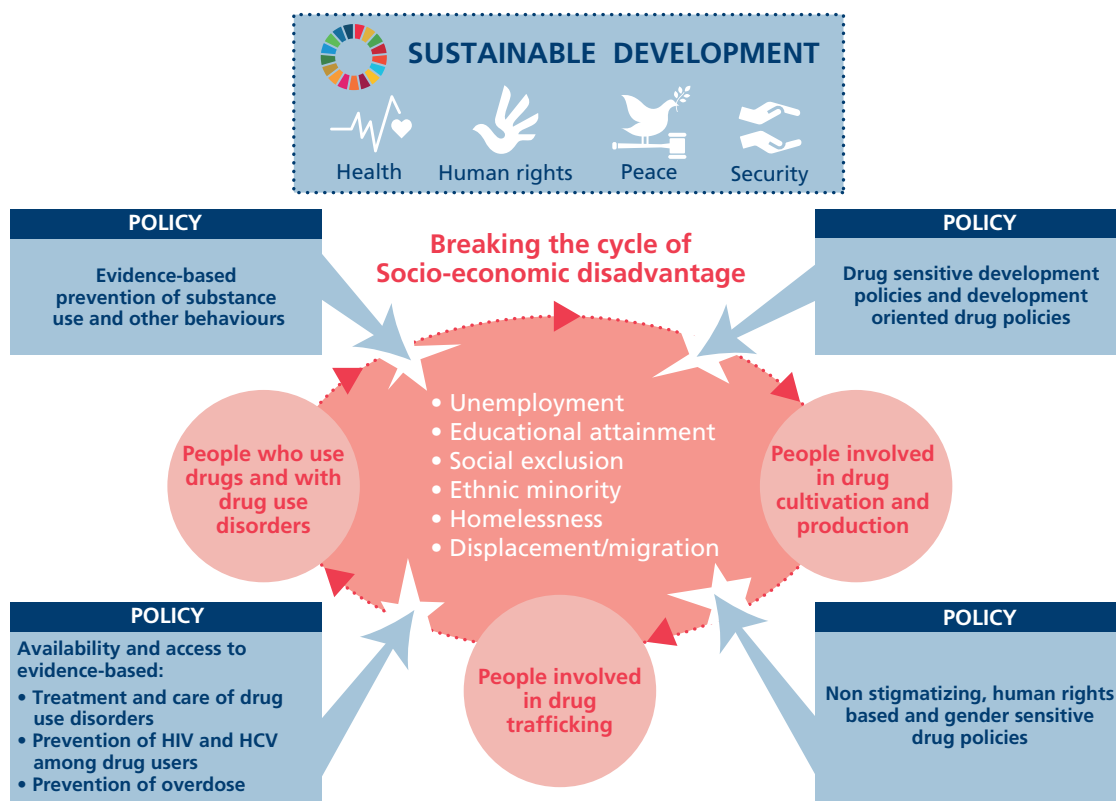 SUSTAINABLE DEVELOPMENT
Health
Human rights
Peace
Security
POLICY
Evidence-based
prevention of substance
use and other behaviours
Breaking the cycle of
Socio-economic disadvantage
POLICY
Drug sensitive development
policies and development
oriented drug policies
• Unemployment
• Educational attainment
• Social exclusion
• Ethnic minority
• Homelessness
• Displacement/migration
People who use
drugs and with
drug use
disorders
People involved
in drug
cultivation and
production
POLICY
Availability and access to
evidence-based:
• Treatment and care of drug
use disorders
• Prevention of HIV and HCV
among drug users
• Prevention of overdose
People involved
in drug
trafficking
POLICY
Non stigmatizing, human rights
based and gender sensitive
drug policies